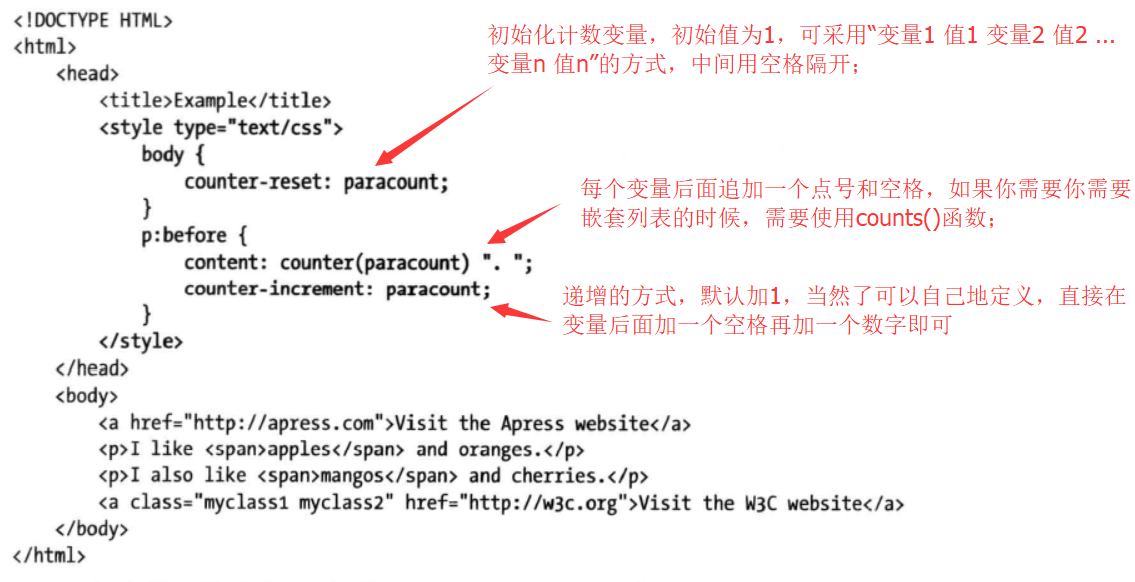 <!DOCTYPE HTML>
<html>
    <head>
        <title>Example</title>
        <style type="text/css">
            body {
                counter-reset: paracount;
            }
            p:before {
                content: counter(paracount) ". ";
                counter-increment: paracount;
            }
        </style>
    </head>
    <body>
        <a href="http://apress.com">Visit the Apress website</a>
        <p>I like <span>apples</span> and oranges.</p>
        <p>I also like <span>mangos</span> and cherries.</p>
        <a class="myclass1 myclass2" href="http://w3c.org">Visit the W3C website</a>
    </body>
</html>
初始化计数变量，初始值为1，可采用“变量1 值1 变量2 值2 ...
变量n 值n”的方式，中间用空格隔开；
每个变量后面追加一个点号和空格，如果你需要你需要
嵌套列表的时候，需要使用counts()函数；
递增的方式，默认加1，当然了可以自己地定义，直接在
变量后面加一个空格再加一个数字即可